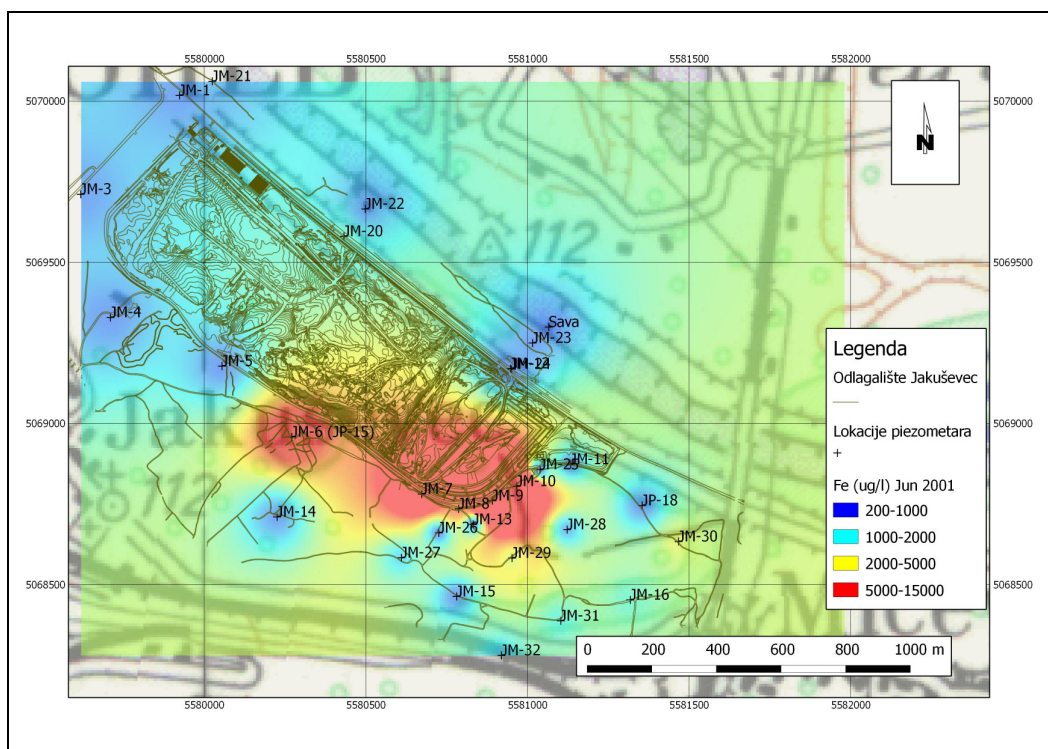 5580000 5580500 5581000 5581500 5582000
JM-21
JM-1
5070000 5070000
N
JM-3
JM-22
JM-20
112
5069500 5069500
JM-4
Sava
JM-23
JM-24
JM-5
Legenda
Odlagalište Jakuševec
Lokacije piezometara
Fe (ug/l) Jun 2001
200-1000
1000-2000
2000-5000
5000-15000
5069000 5069000
Jak
JM-6 (JP-15)
JM-11
JM-25
JM-10
JM-7
JM-9
JM-8
JP-18
JM-14
JM-13
JM-26
JM-28
JM-30
JM-27
JM-29
5068500 5068500
JM-15
JM-16
JM-31
JM-32
0 200 400 600 800 1000 m
5580000 5580500 5581000 5581500 5582000